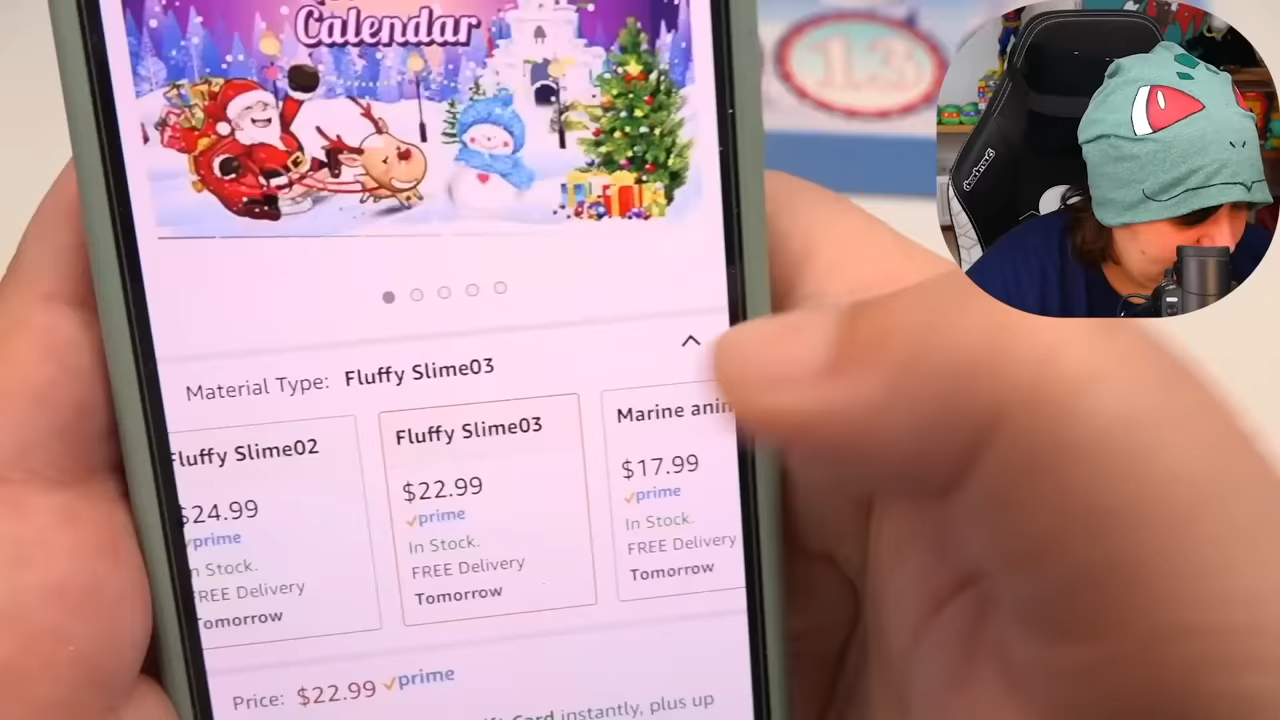 Calendar
13
Material Type: Fluffy Slime03
Fluffy Slime02
$24.99
prime
In Stock.
FREE Delivery
Tomorrow
Fluffy Slime03
$22.99
prime
In Stock.
FREE Delivery
Tomorrow
Marine
$17.99
prime
In Stock.
FREE Delivery
Tomorrow
Price: $22.99 prime
Card instantly, plus up